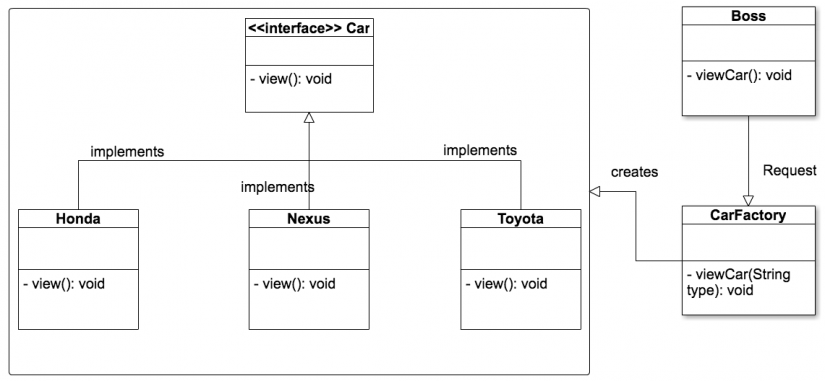 <<interface>> Car
- view(): void
implements
implements
implements
Honda
- view(): void
Nexus
- view(): void
Toyota
- view(): void
creates
Boss
- viewCar(): void
Request
CarFactory
- viewCar(String
type): void